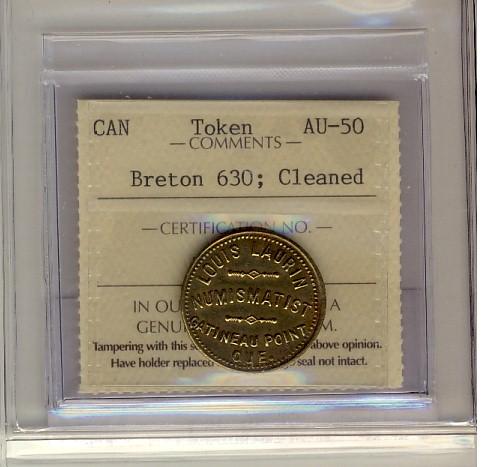 CAN Token AU-50
— COMMENTS —
Breton 630; Cleaned
— CERTIFICATION NO. —
LOUIS LAURIN
NUMISMATIST
GATINEAU POINT.
QUE.
IN OU A
GENU M.
Tampering with this s above opinion.
Have holder replaced seal not intact.